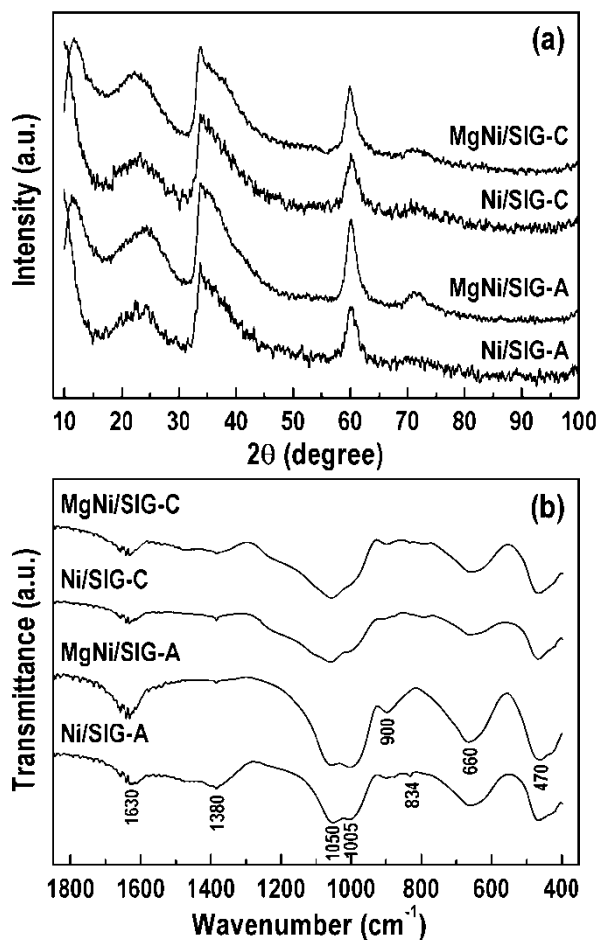 (a)
Intensity (a.u.)
MgNi/SIG-C
Ni/SIG-C
MgNi/SIG-A
Ni/SIG-A
10 20 30 40 50 60 70 80 90 100
2θ (degree)
(b)
Transmittance (a.u.)
MgNi/SIG-C
Ni/SIG-C
MgNi/SIG-A
Ni/SIG-A
1630
1380
1050
1005
900
834
660
470
1800 1600 1400 1200 1000 800 600 400
Wavenumber (cm⁻¹)